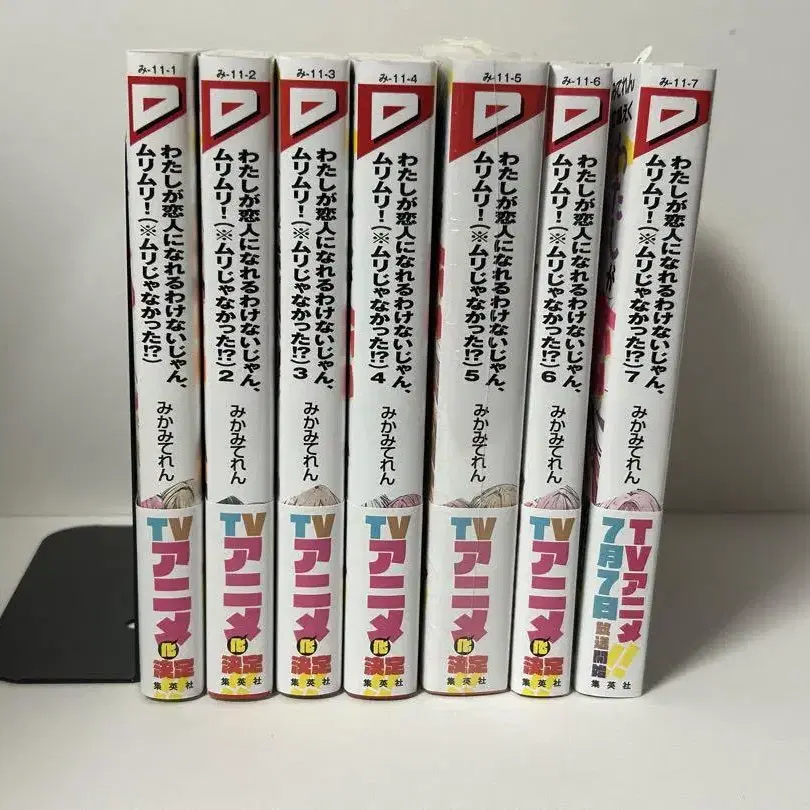 み-11-1
わたしが恋人になれるわけないじゃん、
ムリムリ!(※ムリじゃなかった!?)
みかみてれん
TV
アニメ化
決定
集英社
み-11-2
わたしが恋人になれるわけないじゃん、
ムリムリ!(※ムリじゃなかった!?)2
みかみてれん
TV
アニメ化
決定
集英社
み-11-3
わたしが恋人になれるわけないじゃん、
ムリムリ!(※ムリじゃなかった!?)3
みかみてれん
TV
アニメ化
決定
集英社
み-11-4
わたしが恋人になれるわけないじゃん、
ムリムリ!(※ムリじゃなかった!?)4
みかみてれん
TV
アニメ化
決定
集英社
み-11-5
わたしが恋人になれるわけないじゃん、
ムリムリ!(※ムリじゃなかった!?)5
みかみてれん
TV
アニメ化
決定
集英社
み-11-6
わたしが恋人になれるわけないじゃん、
ムリムリ!(※ムリじゃなかった!?)6
みかみてれん
TV
アニメ化
決定
集英社
み-11-7
わたしが恋人になれるわけないじゃん、
ムリムリ!(※ムリじゃなかった!?)7
みかみてれん
TVアニメ
7月7日放送開始!!
集英社